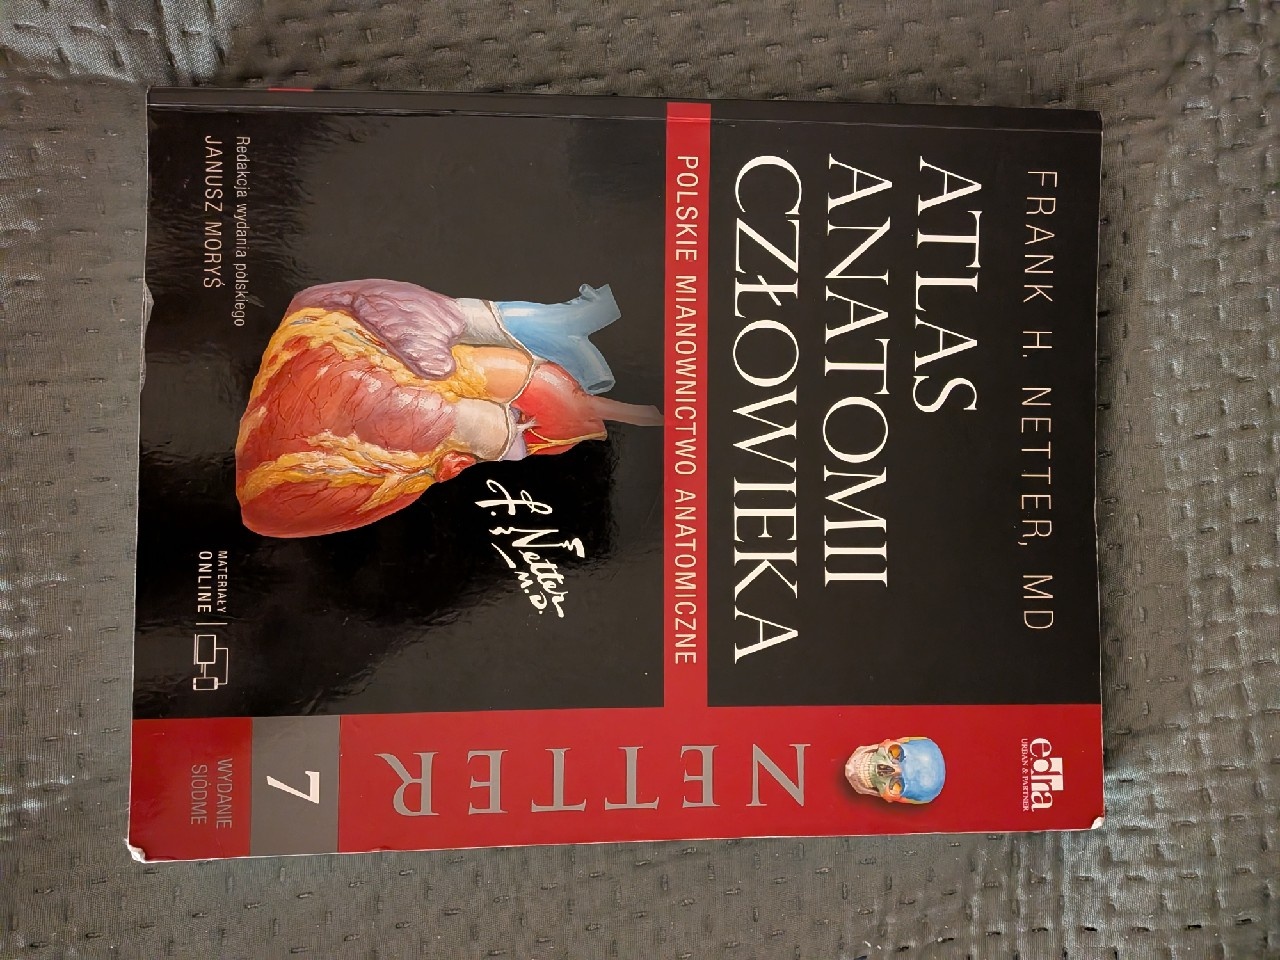 FRANK H. NETTER, MD
ATLAS
ANATOMII
CZŁOWIEKA
POLSKIE MIANOWNICTWO ANATOMICZNE
F. Netter
M.D.
Redakcja wydania polskiego
JANUSZ MORYŚ
MATERIAŁY
ONLINE
edra
URBAN & PARTNER
NETTER
7
WYDANIE
SIÓDME